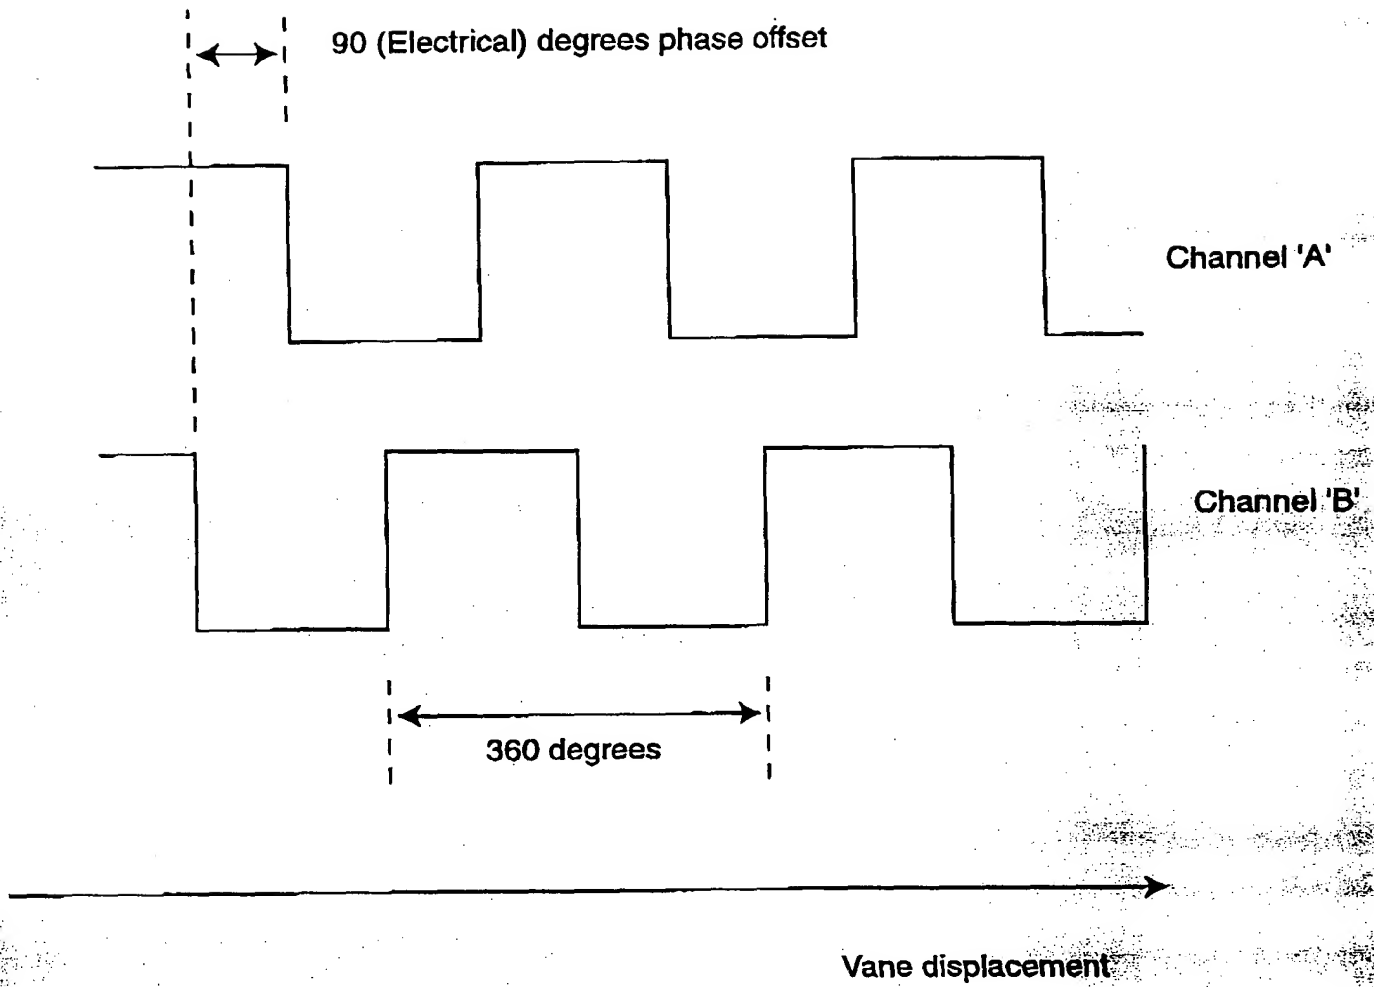 90 (Electrical) degrees phase offset
Channel 'A'
Channel 'B'
360 degrees
Vane displacement